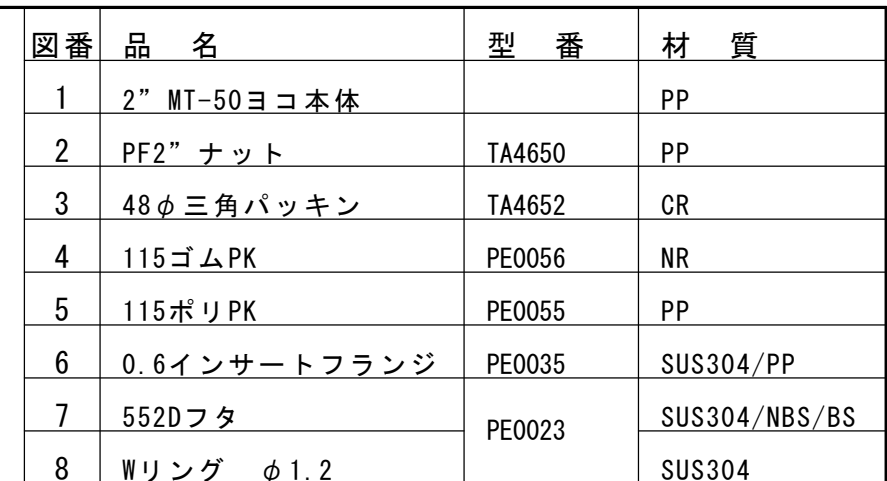 図番 品　名 型　番 材　質
1 2”MT-50ヨコ本体 PP
2 PF2”ナット TA4650 PP
3 48φ三角パッキン TA4652 CR
4 115ゴムPK PE0056 NR
5 115ポリPK PE0055 PP
6 0.6インサートフランジ PE0035 SUS304/PP
7 552Dフタ PE0023 SUS304/NBS/BS
8 Wリング　φ1.2 SUS304